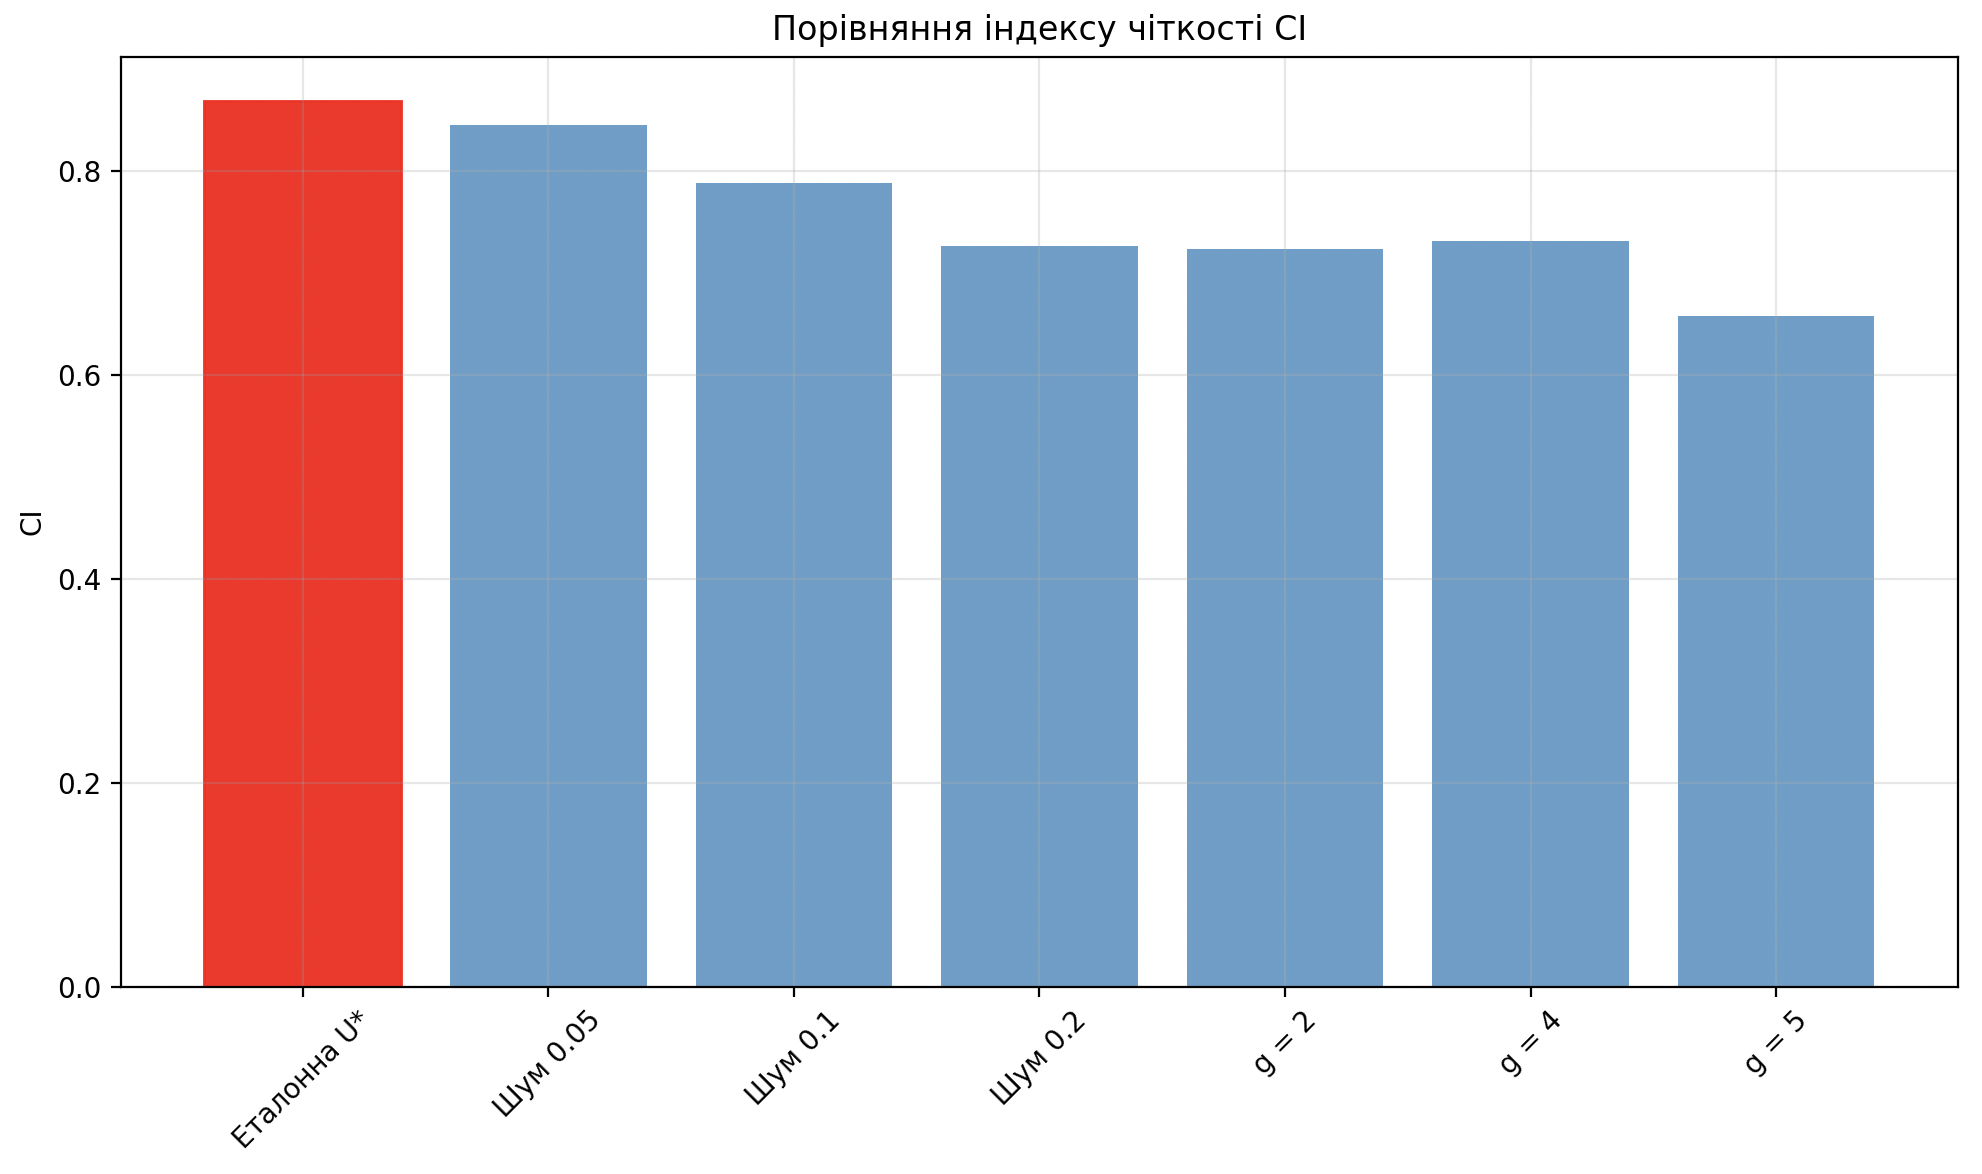 Порівняння індексу чіткості CI
CI
0.8
0.6
0.4
0.2
0.0
Еталонна U*
Шум 0.05
Шум 0.1
Шум 0.2
g = 2
g = 4
g = 5